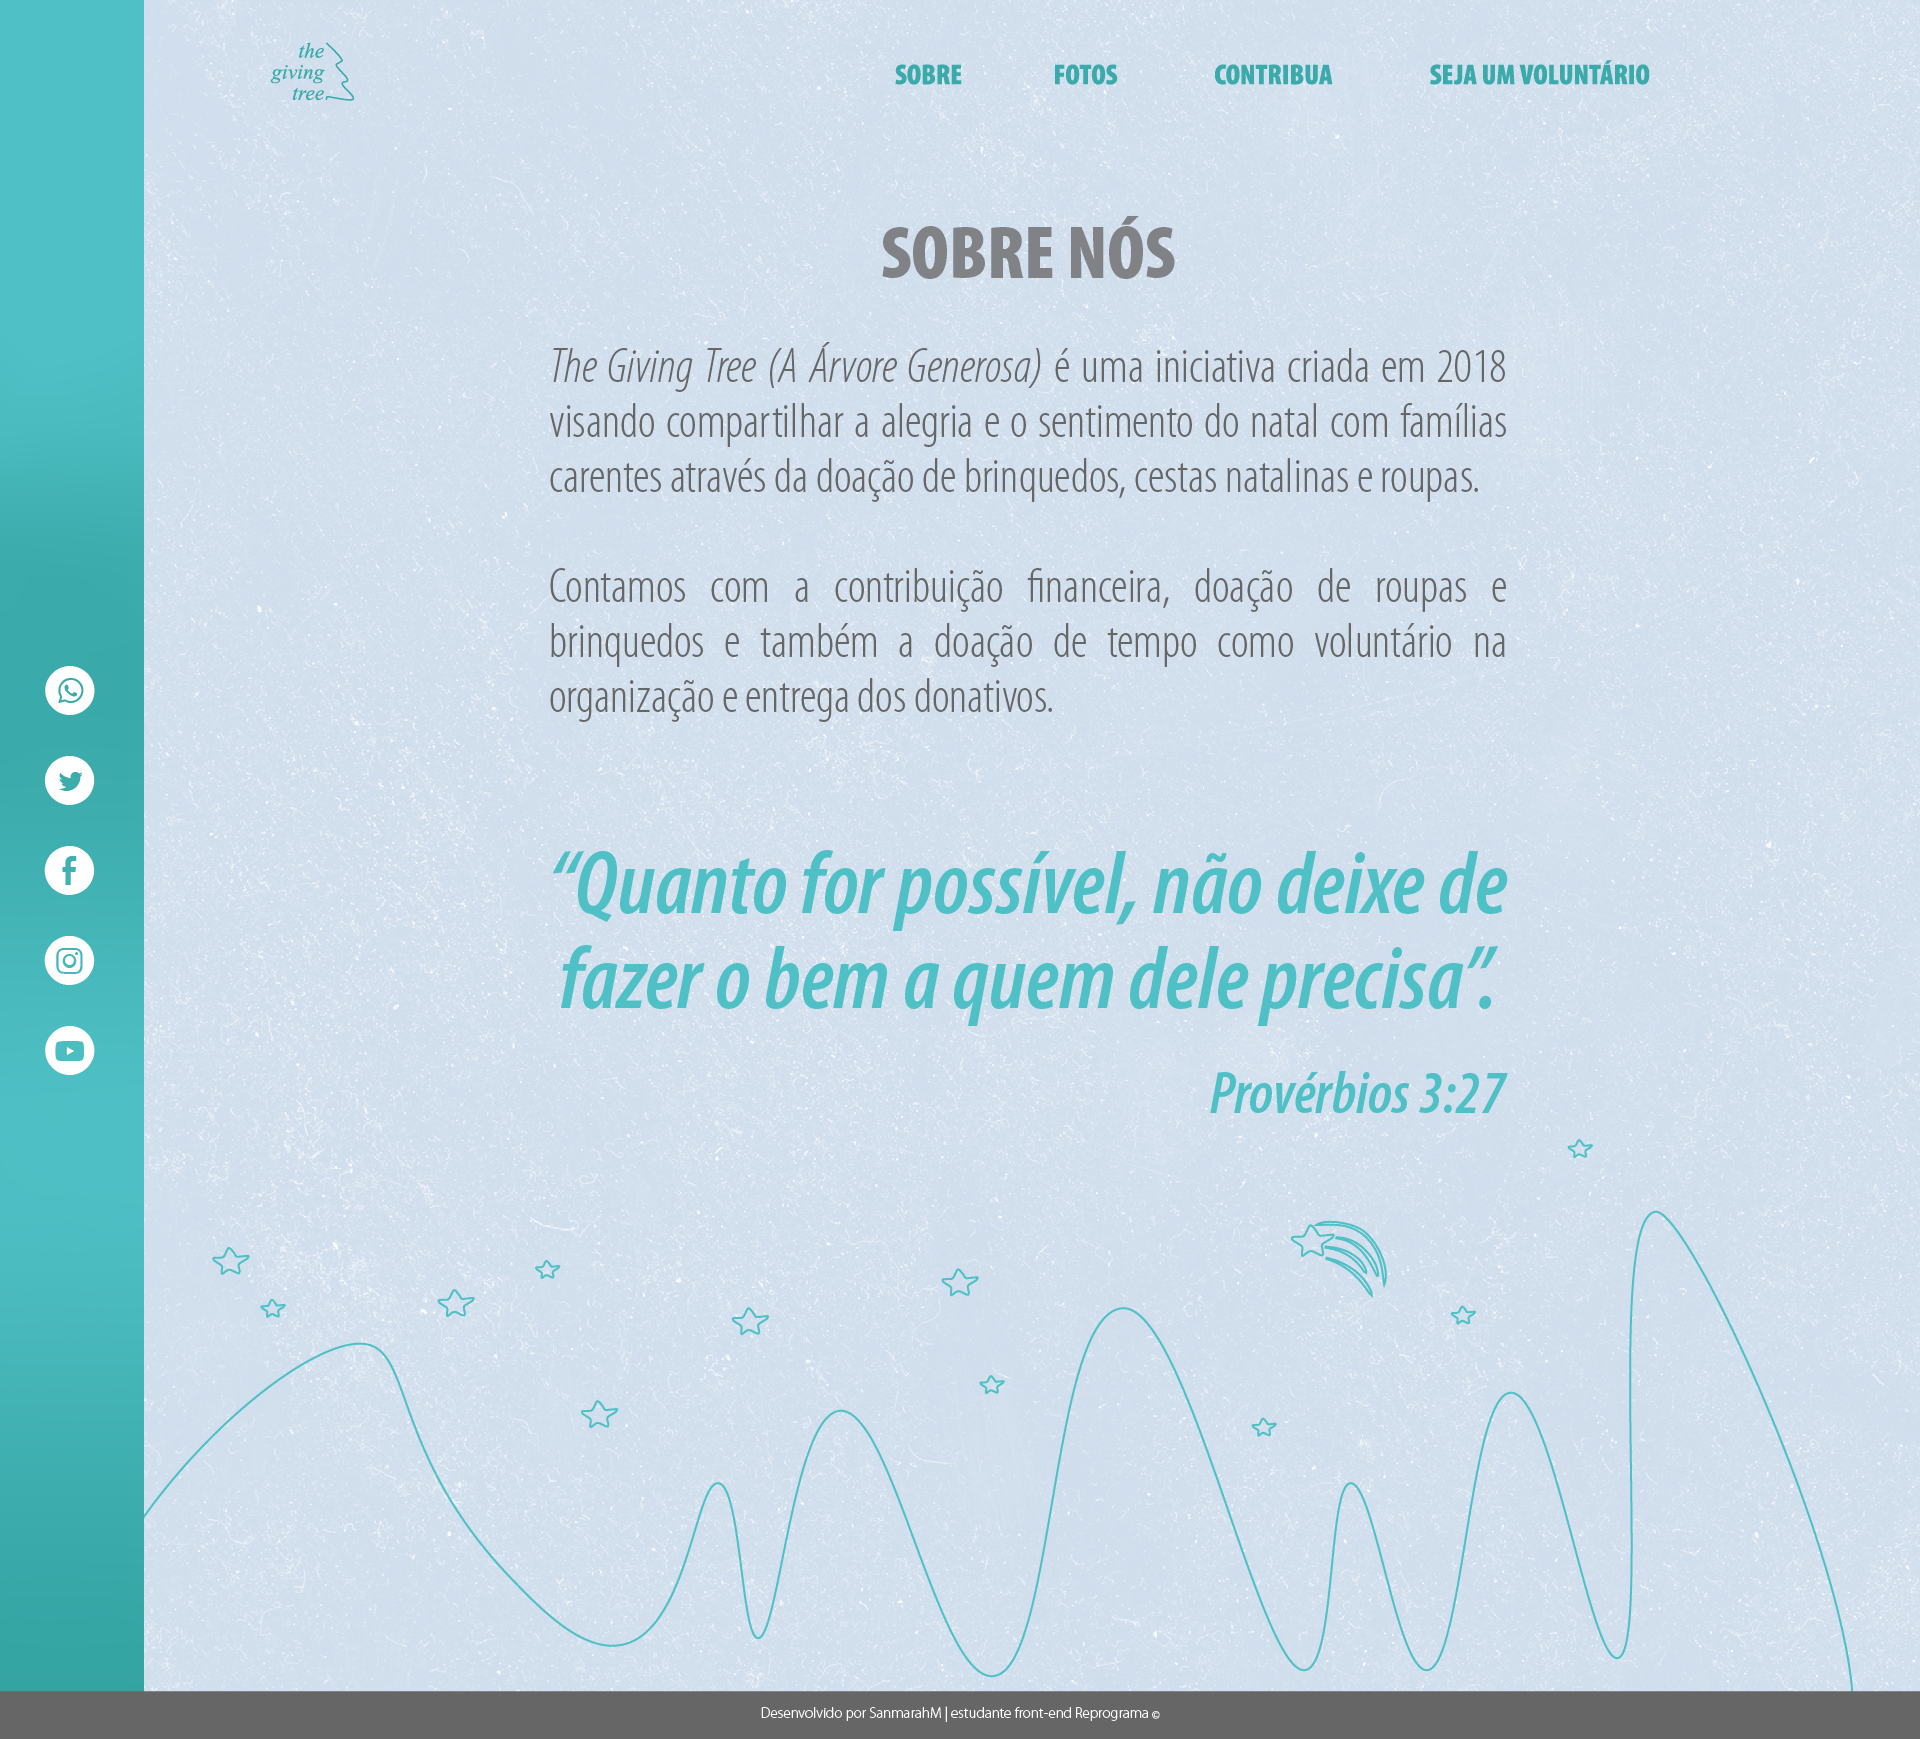 the
giving
tree
SOBRE FOTOS CONTRIBUA SEJA UM VOLUNTÁRIO
SOBRE NÓS
The Giving Tree (A Árvore Generosa) é uma iniciativa criada em 2018
visando compartilhar a alegria e o sentimento do natal com famílias
carentes através da doação de brinquedos, cestas natalinas e roupas.
Contamos com a contribuição financeira, doação de roupas e
brinquedos e também a doação de tempo como voluntário na
organização e entrega dos donativos.
“Quanto for possível, não deixe de
fazer o bem a quem dele precisa”.
Provérbios 3:27
Desenvolvido por SanmarahM | estudante front-end Reprograma ©